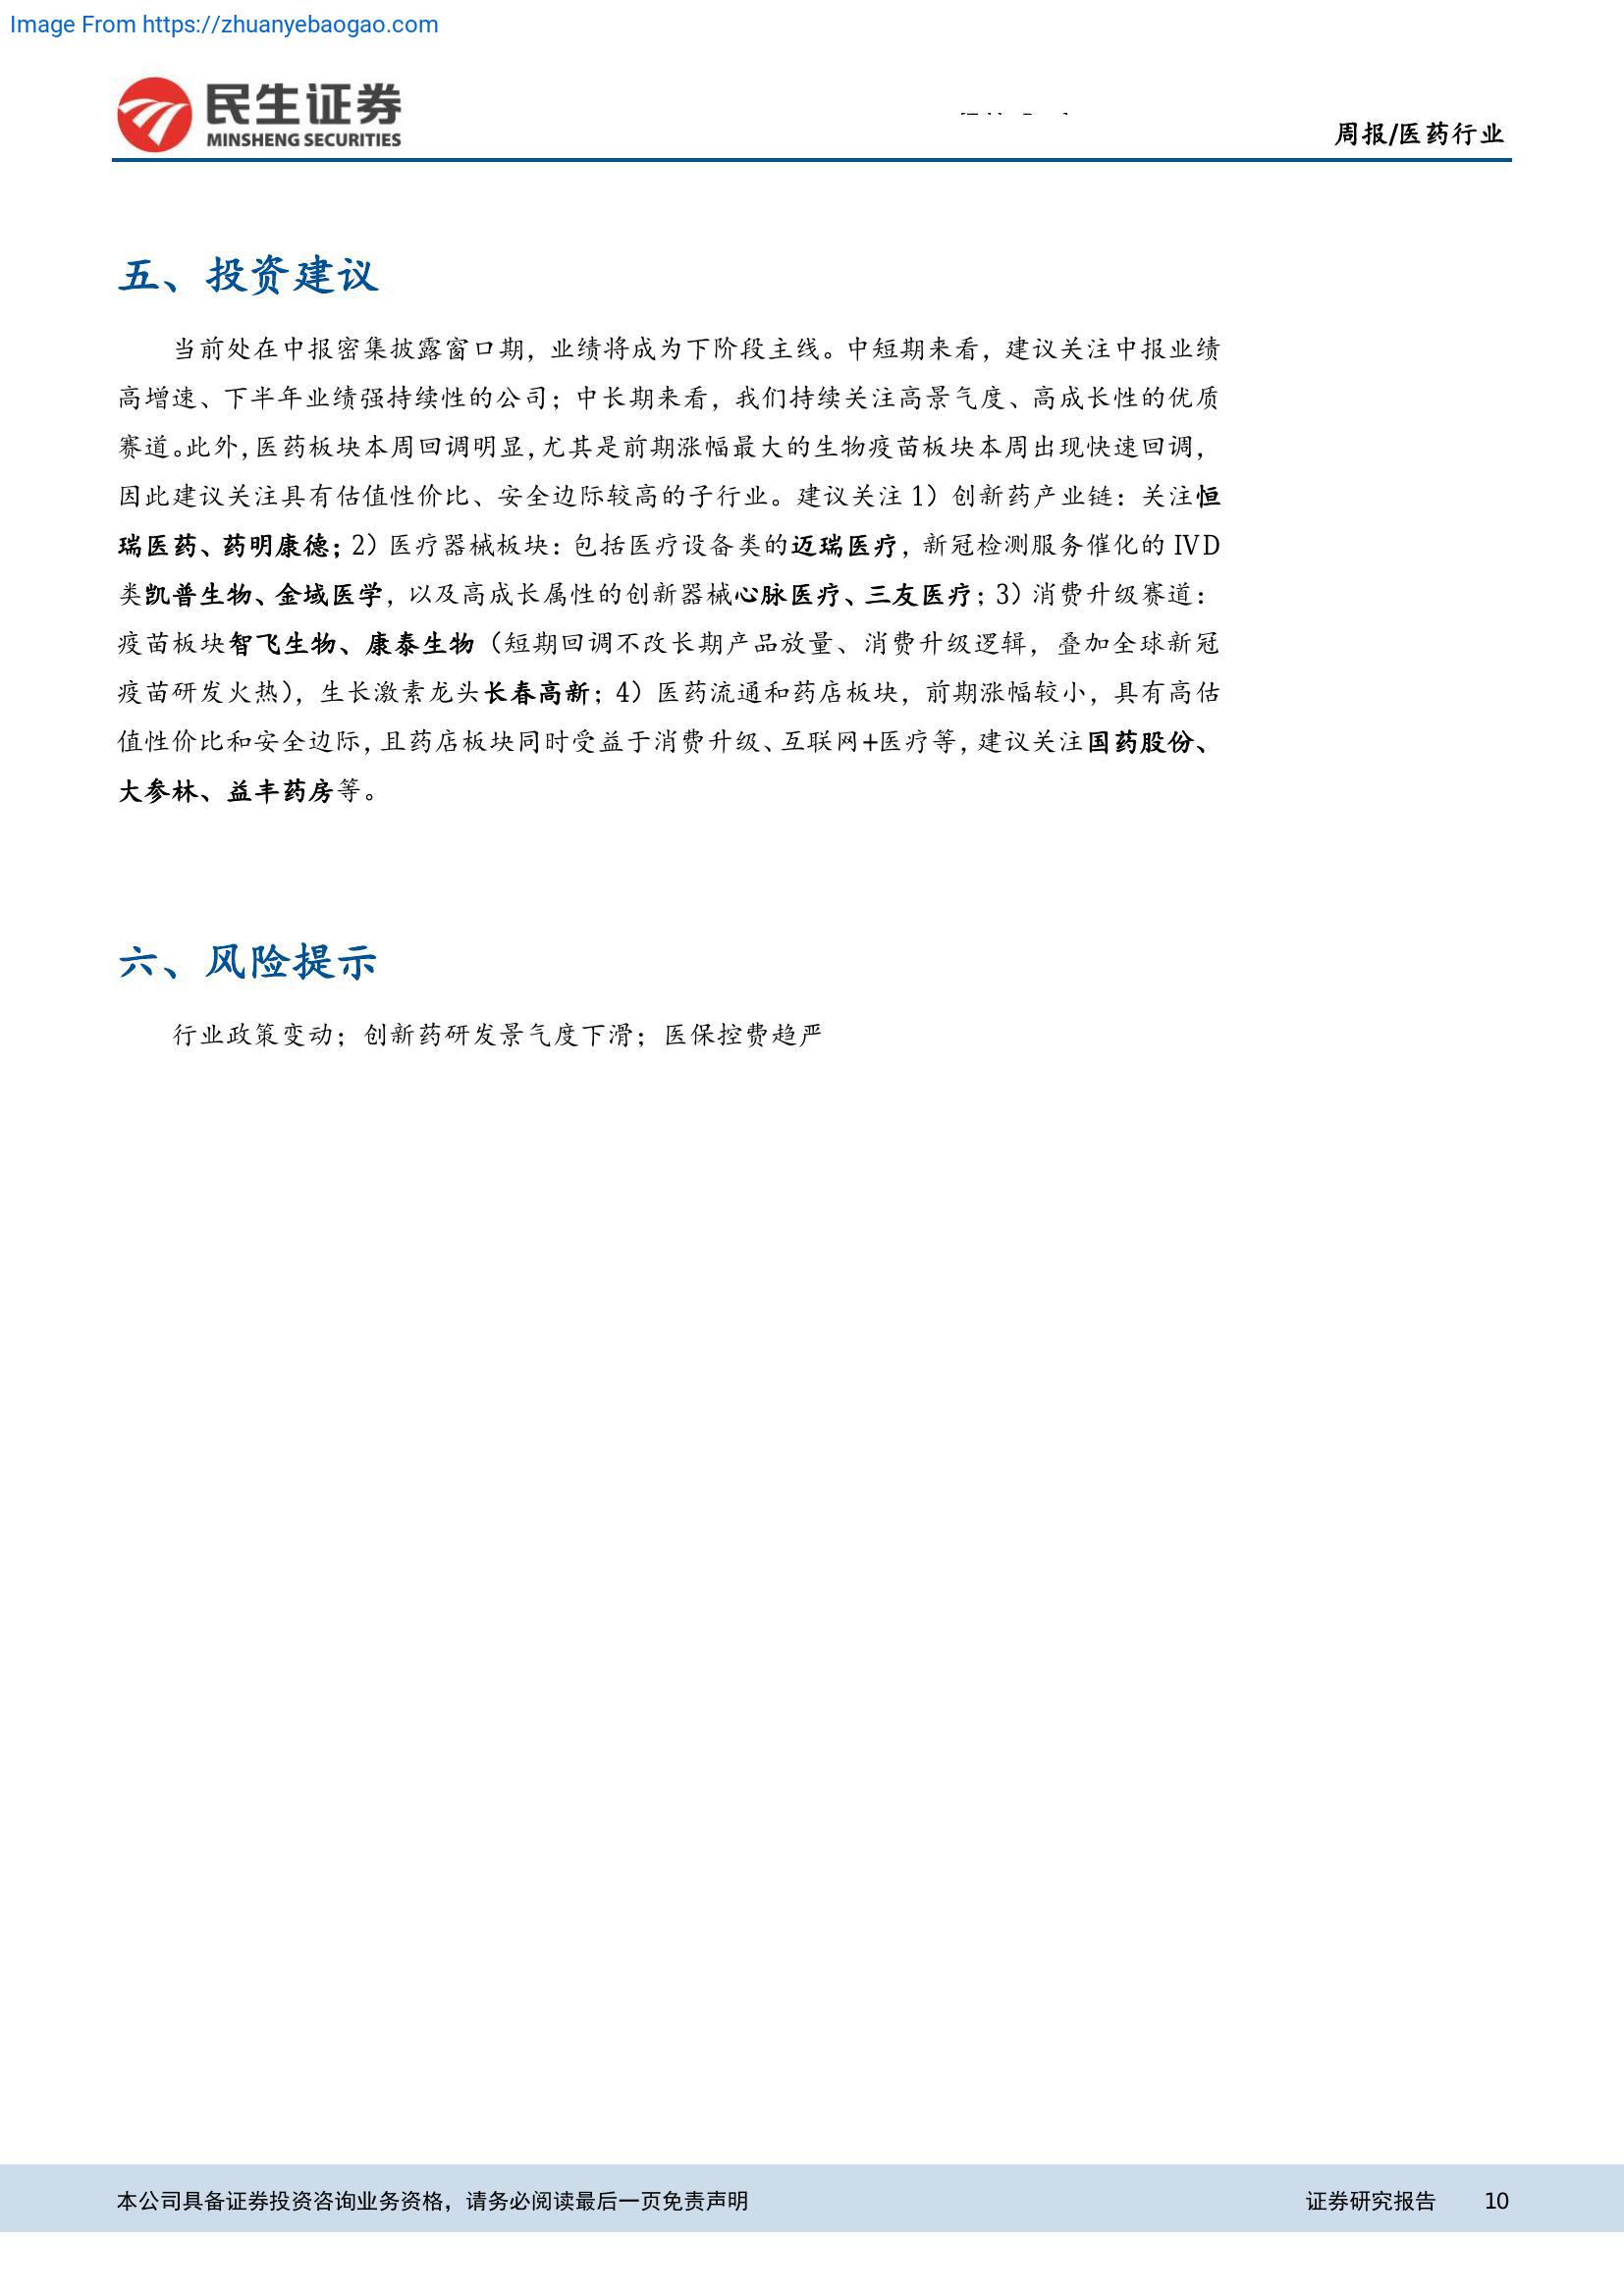 Image From https://zhuanyebaogao.com
民生证券
MINSHENG SECURITIES
周报/医药行业
五、投资建议
当前处在中报密集披露窗口期，业绩将成为下阶段主线。中短期来看，建议关注中报业绩
高增速、下半年业绩强持续性的公司；中长期来看，我们持续关注高景气度、高成长性的优质
赛道。此外，医药板块本周回调明显，尤其是前期涨幅最大的生物疫苗板块本周出现快速回调，
因此建议关注具有估值性价比、安全边际较高的子行业。建议关注 1）创新药产业链：关注恒
瑞医药、药明康德；2）医疗器械板块：包括医疗设备类的迈瑞医疗，新冠检测服务催化的 IVD
类凯普生物、金域医学，以及高成长属性的创新器械心脉医疗、三友医疗；3）消费升级赛道：
疫苗板块智飞生物、康泰生物（短期回调不改长期产品放量、消费升级逻辑，叠加全球新冠
疫苗研发火热），生长激素龙头长春高新；4）医药流通和药店板块，前期涨幅较小，具有高估
值性价比和安全边际，且药店板块同时受益于消费升级、互联网+医疗等，建议关注国药股份、
大参林、益丰药房等。
六、风险提示
行业政策变动；创新药研发景气度下滑；医保控费趋严
本公司具备证券投资咨询业务资格，请务必阅读最后一页免责声明
证券研究报告 10